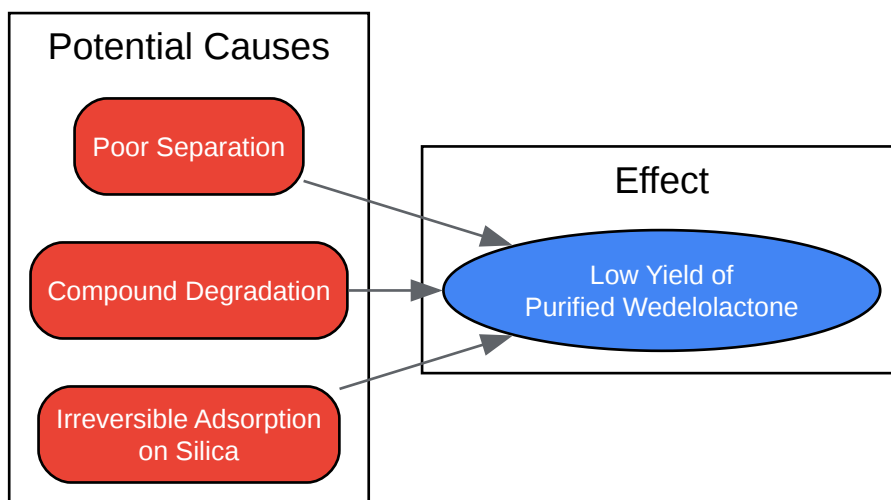 Potential Causes
Poor Separation
Compound Degradation
Irreversible Adsorption
on Silica
Effect
Low Yield of
Purified Wedelolactone